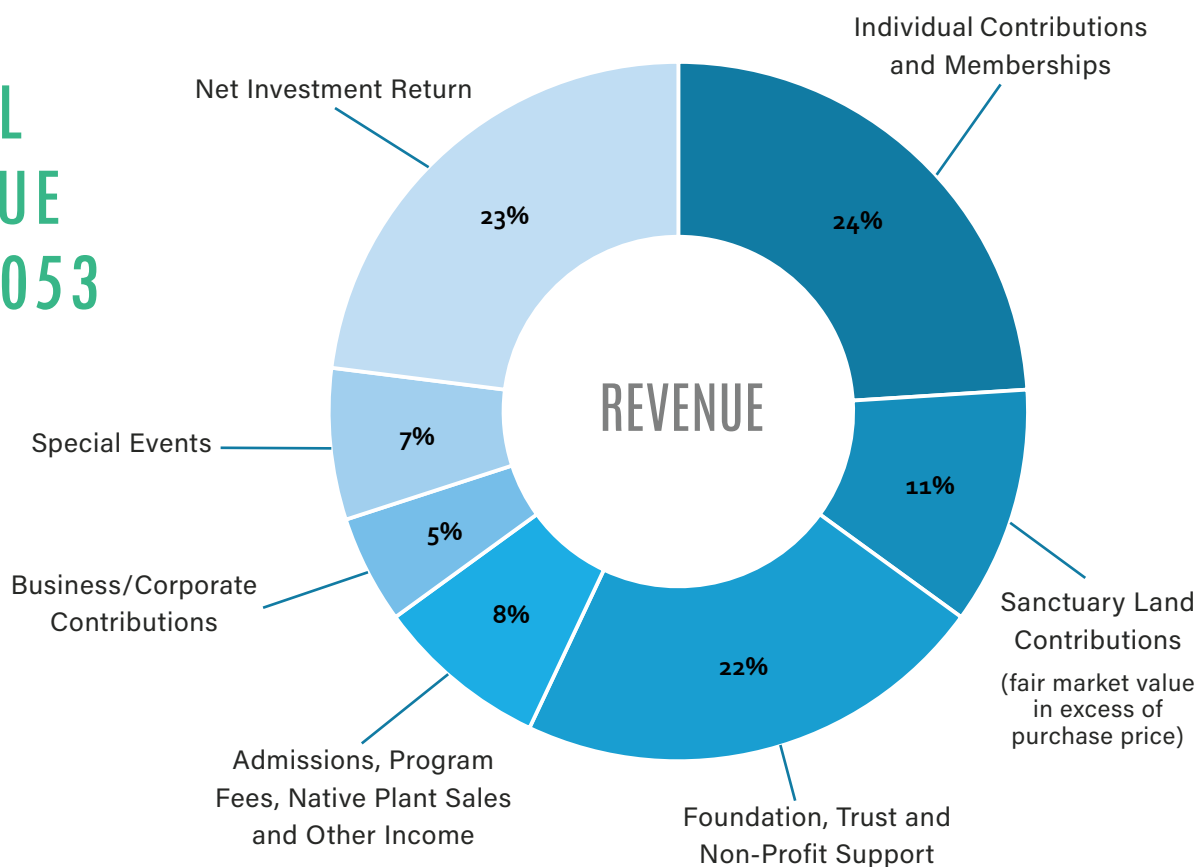 Individual Contributions
and Memberships
Net Investment Return
L
UE
053
23%
24%
REVENUE
Special Events
7%
11%
5%
Business/Corporate
Contributions
8%
Sanctuary Land
Contributions
(fair market value
in excess of
purchase price)
22%
Admissions, Program
Fees, Native Plant Sales
and Other Income
Foundation, Trust and
Non-Profit Support